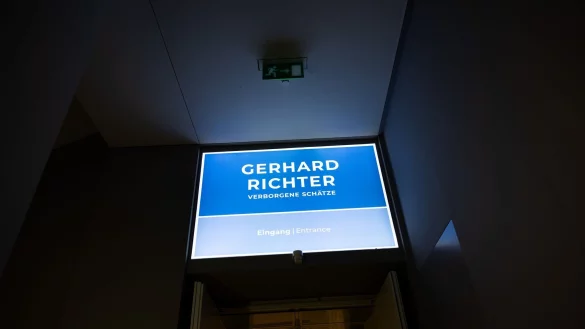 GERHARD
RICHTER
VERBORGENE SCHÄTZE
Eingang | Entrance